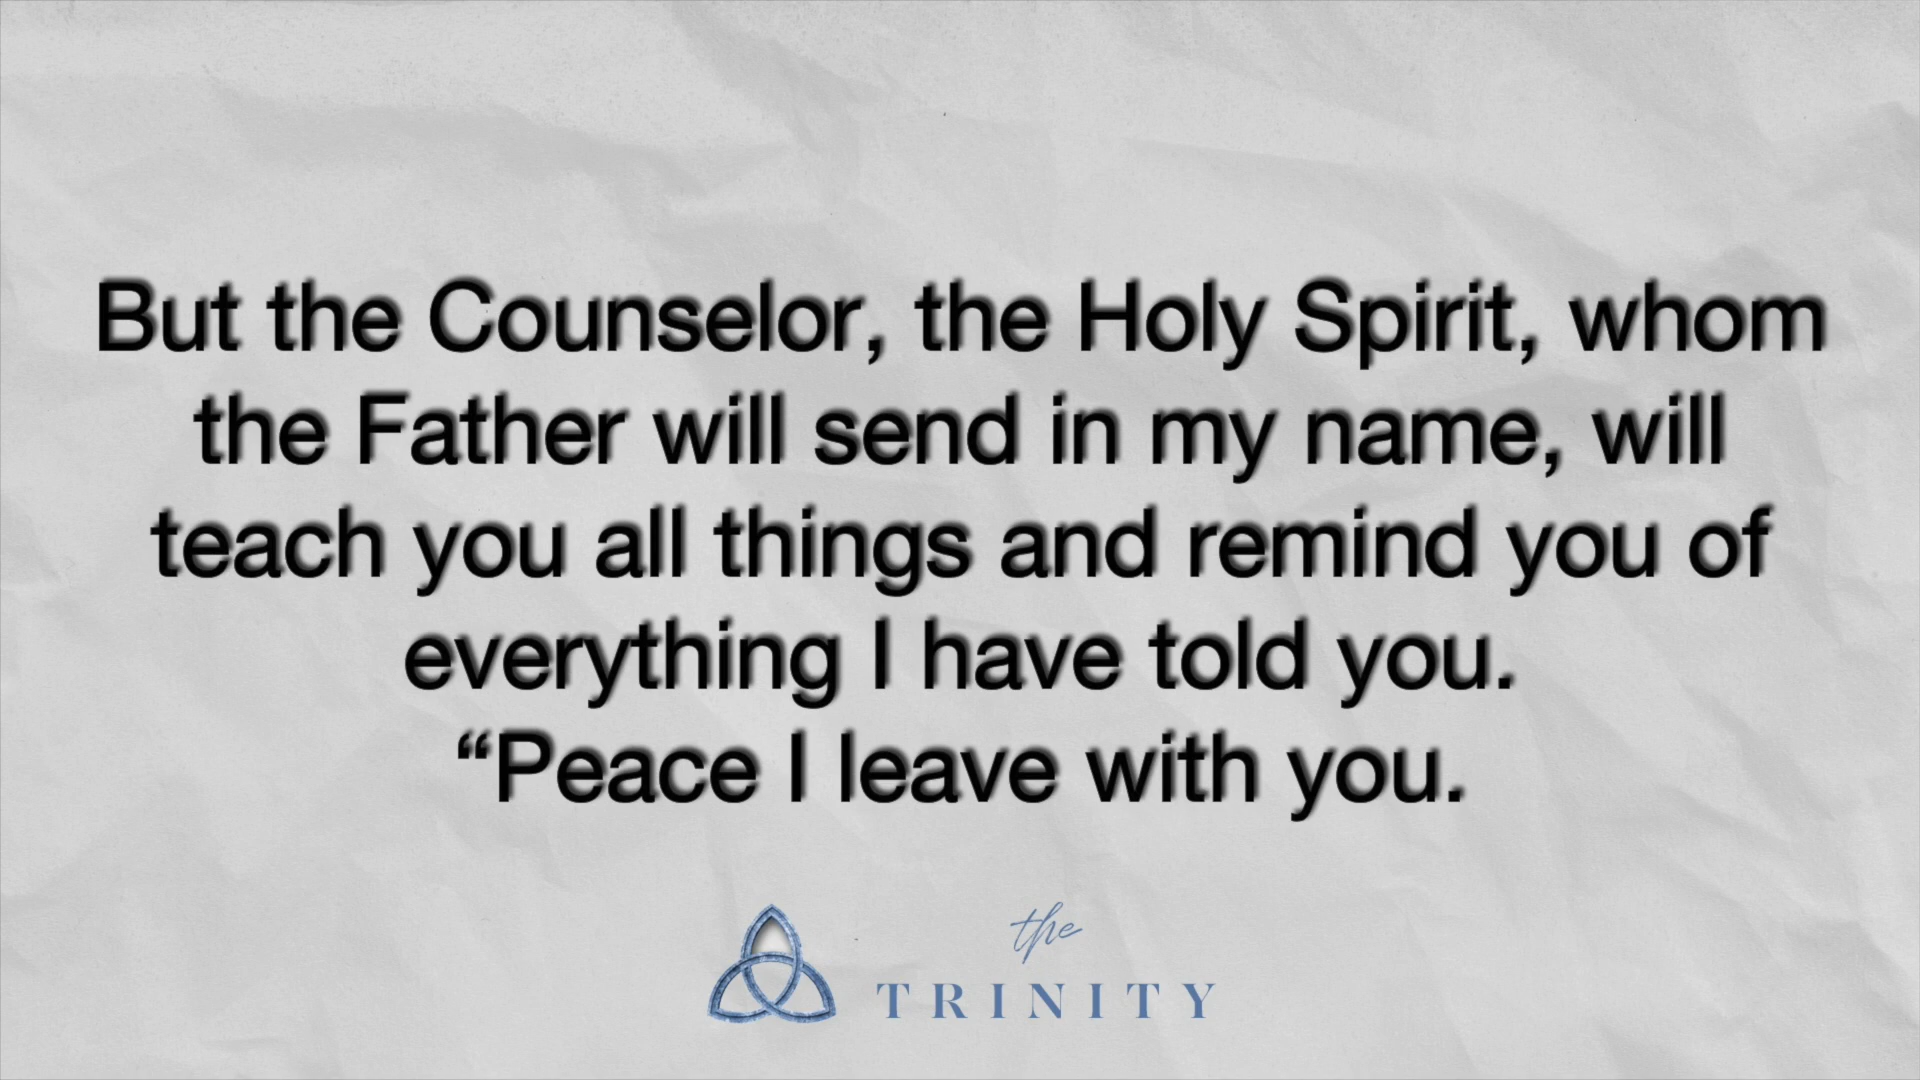 But the Counselor, the Holy Spirit, whom
the Father will send in my name, will
teach you all things and remind you of
everything I have told you.
“Peace I leave with you.
the
TRINITY